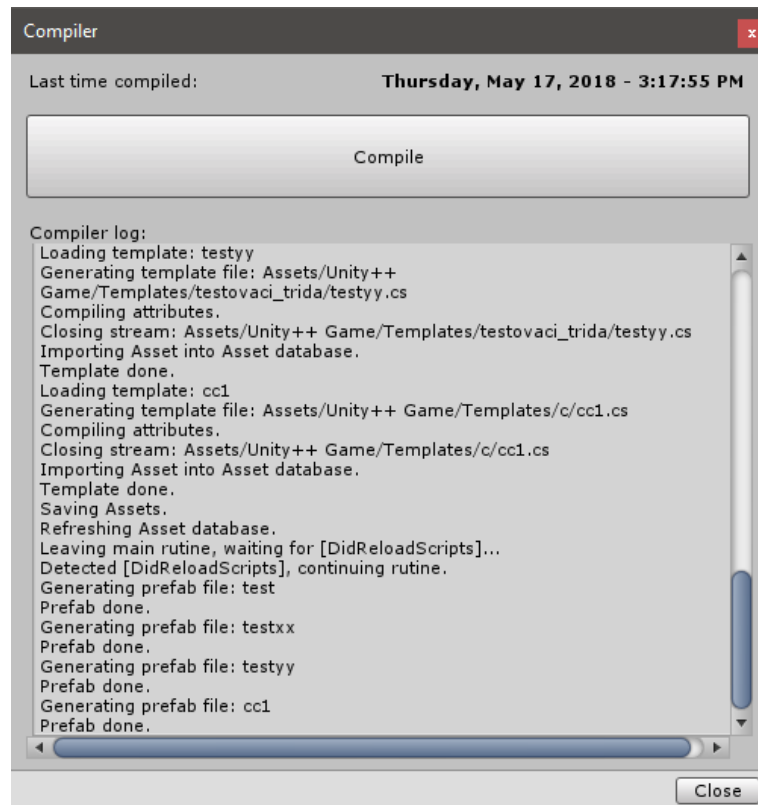 Compiler
x
Last time compiled: Thursday, May 17, 2018 - 3:17:55 PM
Compile
Compiler log:
Loading template: testyy
Generating template file: Assets/Unity++
Game/Templates/testovaci_trida/testyy.cs
Compiling attributes.
Closing stream: Assets/Unity++ Game/Templates/testovaci_trida/testyy.cs
Importing Asset into Asset database.
Template done.
Loading template: cc1
Generating template file: Assets/Unity++ Game/Templates/c/cc1.cs
Compiling attributes.
Closing stream: Assets/Unity++ Game/Templates/c/cc1.cs
Importing Asset into Asset database.
Template done.
Saving Assets.
Refreshing Asset database.
Leaving main rutine, waiting for [DidReloadScripts]...
Detected [DidReloadScripts], continuing rutine.
Generating prefab file: test
Prefab done.
Generating prefab file: testxx
Prefab done.
Generating prefab file: testyy
Prefab done.
Generating prefab file: cc1
Prefab done.
Close